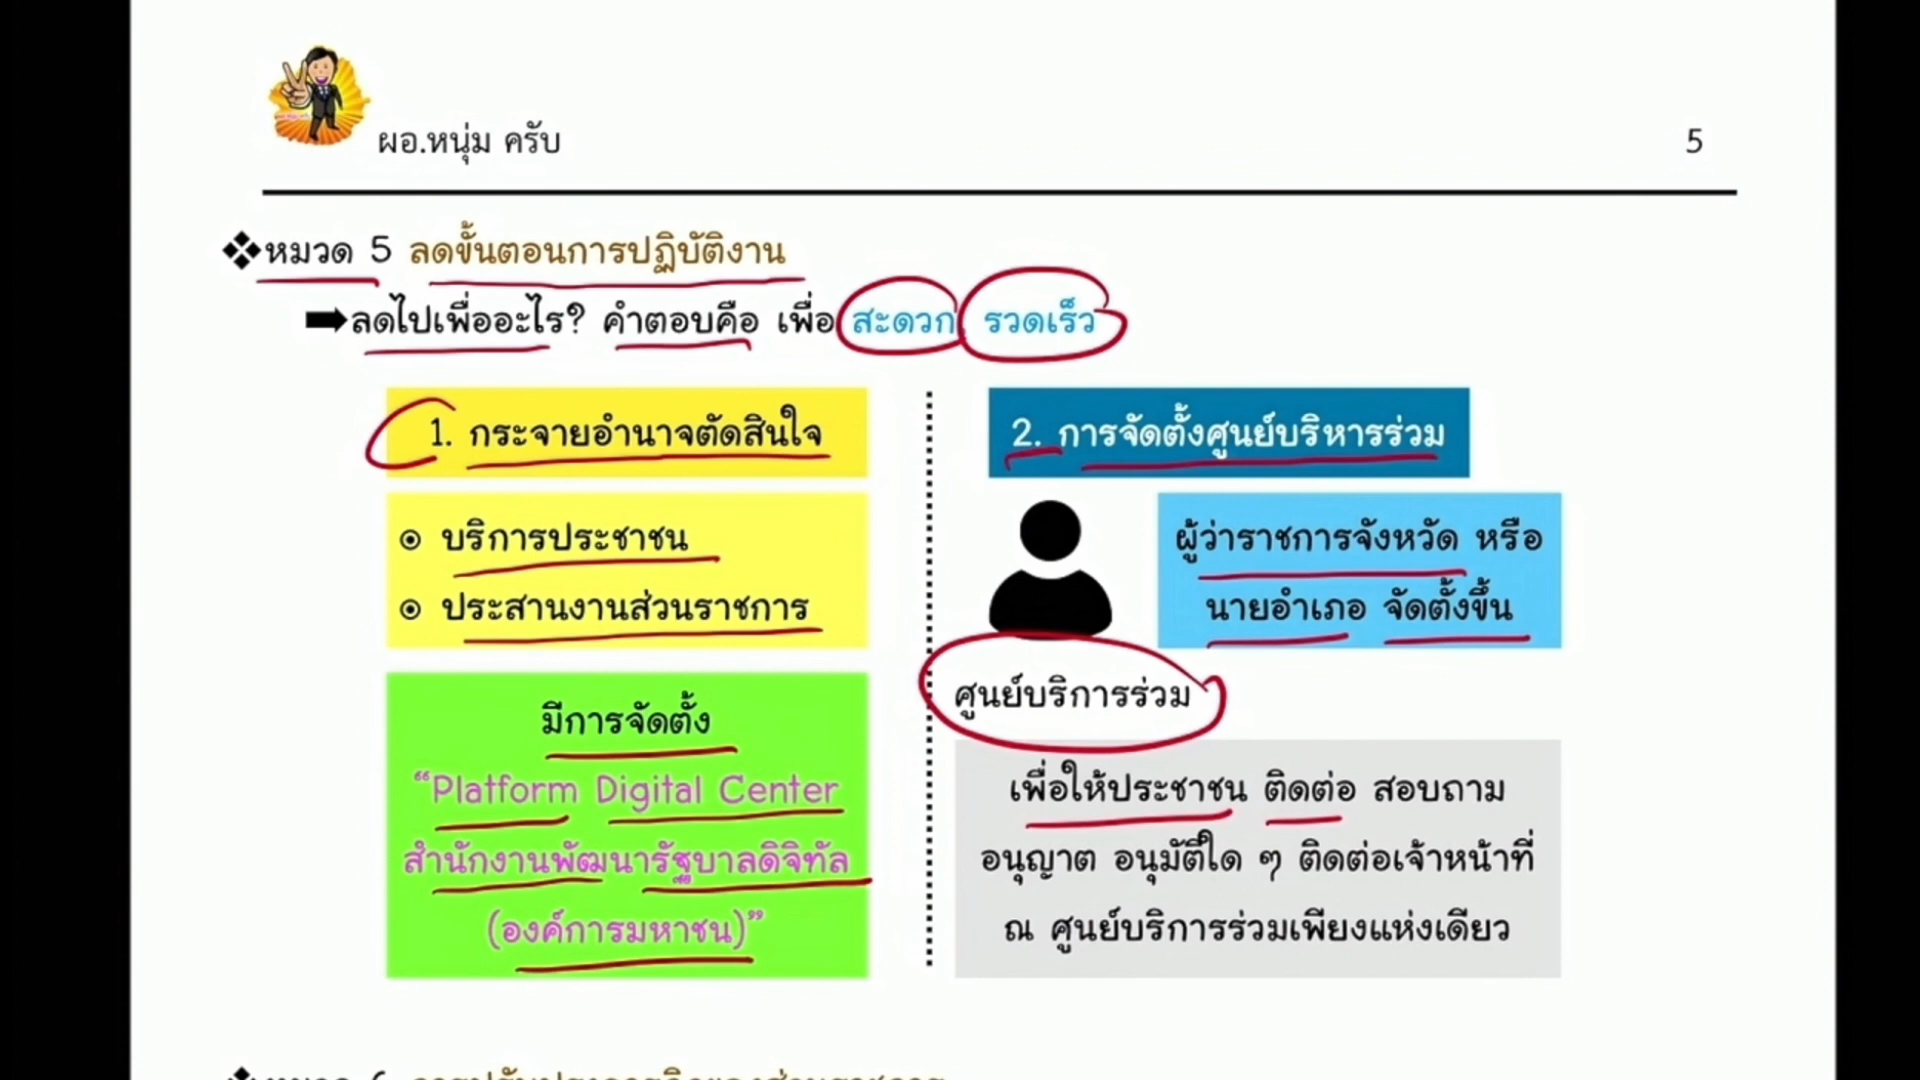 ผอ.หนุ่ม ครับ
5
❖หมวด 5 ลดขั้นตอนการปฏิบัติงาน
➡ลดไปเพื่ออะไร? คำตอบคือ เพื่อ สะดวก รวดเร็ว
1. กระจายอำนาจตัดสินใจ
⦿ บริการประชาชน
⦿ ประสานงานส่วนราชการ
มีการจัดตั้ง
“Platform Digital Center
สำนักงานพัฒนารัฐบาลดิจิทัล
(องค์การมหาชน)”
2. การจัดตั้งศูนย์บริหารร่วม
ผู้ว่าราชการจังหวัด หรือ
นายอำเภอ จัดตั้งขึ้น
ศูนย์บริการร่วม
เพื่อให้ประชาชน ติดต่อ สอบถาม
อนุญาต อนุมัติใด ๆ ติดต่อเจ้าหน้าที่
ณ ศูนย์บริการร่วมเพียงแห่งเดียว